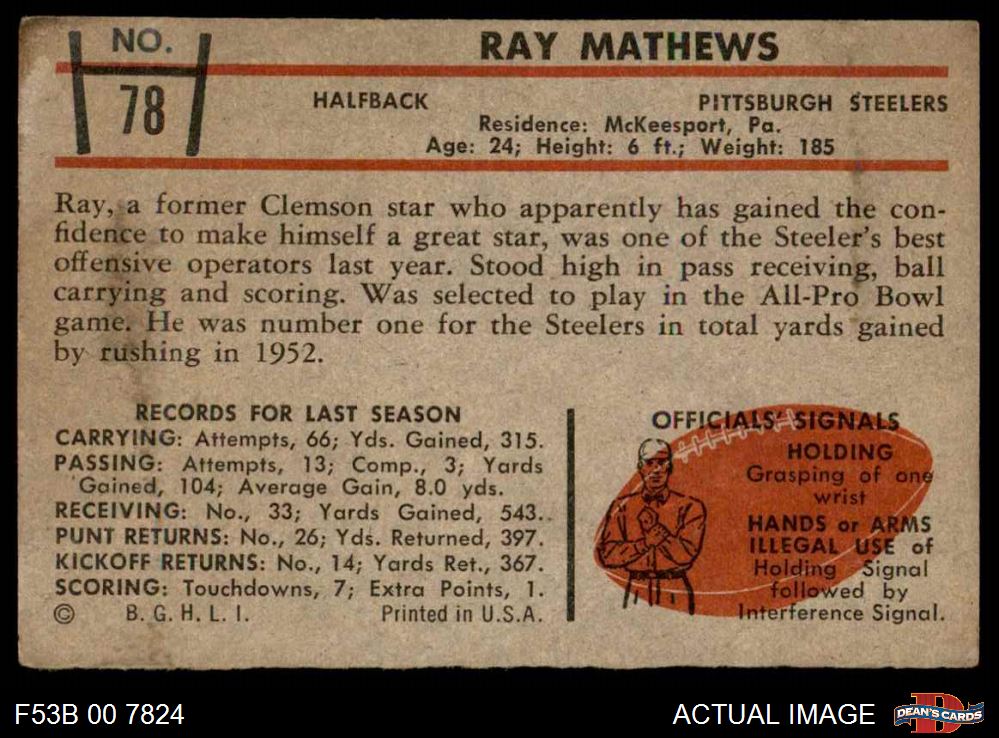 NO.
78
RAY MATHEWS
HALFBACK PITTSBURGH STEELERS
Residence: McKeesport, Pa.
Age: 24; Height: 6 ft.; Weight: 185
Ray, a former Clemson star who apparently has gained the con-
fidence to make himself a great star, was one of the Steeler's best
offensive operators last year. Stood high in pass receiving, ball
carrying and scoring. Was selected to play in the All-Pro Bowl
game. He was number one for the Steelers in total yards gained
by rushing in 1952.
RECORDS FOR LAST SEASON
CARRYING: Attempts, 66; Yds. Gained, 315.
PASSING: Attempts, 13; Comp., 3; Yards
Gained, 104; Average Gain, 8.0 yds.
RECEIVING: No., 33; Yards Gained, 543.
PUNT RETURNS: No., 26; Yds. Returned, 397.
KICKOFF RETURNS: No., 14; Yards Ret., 367.
SCORING: Touchdowns, 7; Extra Points, 1.
© B. G. H. L. I. Printed in U.S.A.
OFFICIALS' SIGNALS
HOLDING
Grasping of one
wrist
HANDS or ARMS
ILLEGAL USE of
Holding Signal
followed by
Interference Signal.
F53B 00 7824 ACTUAL IMAGE DEAN'S CARDS